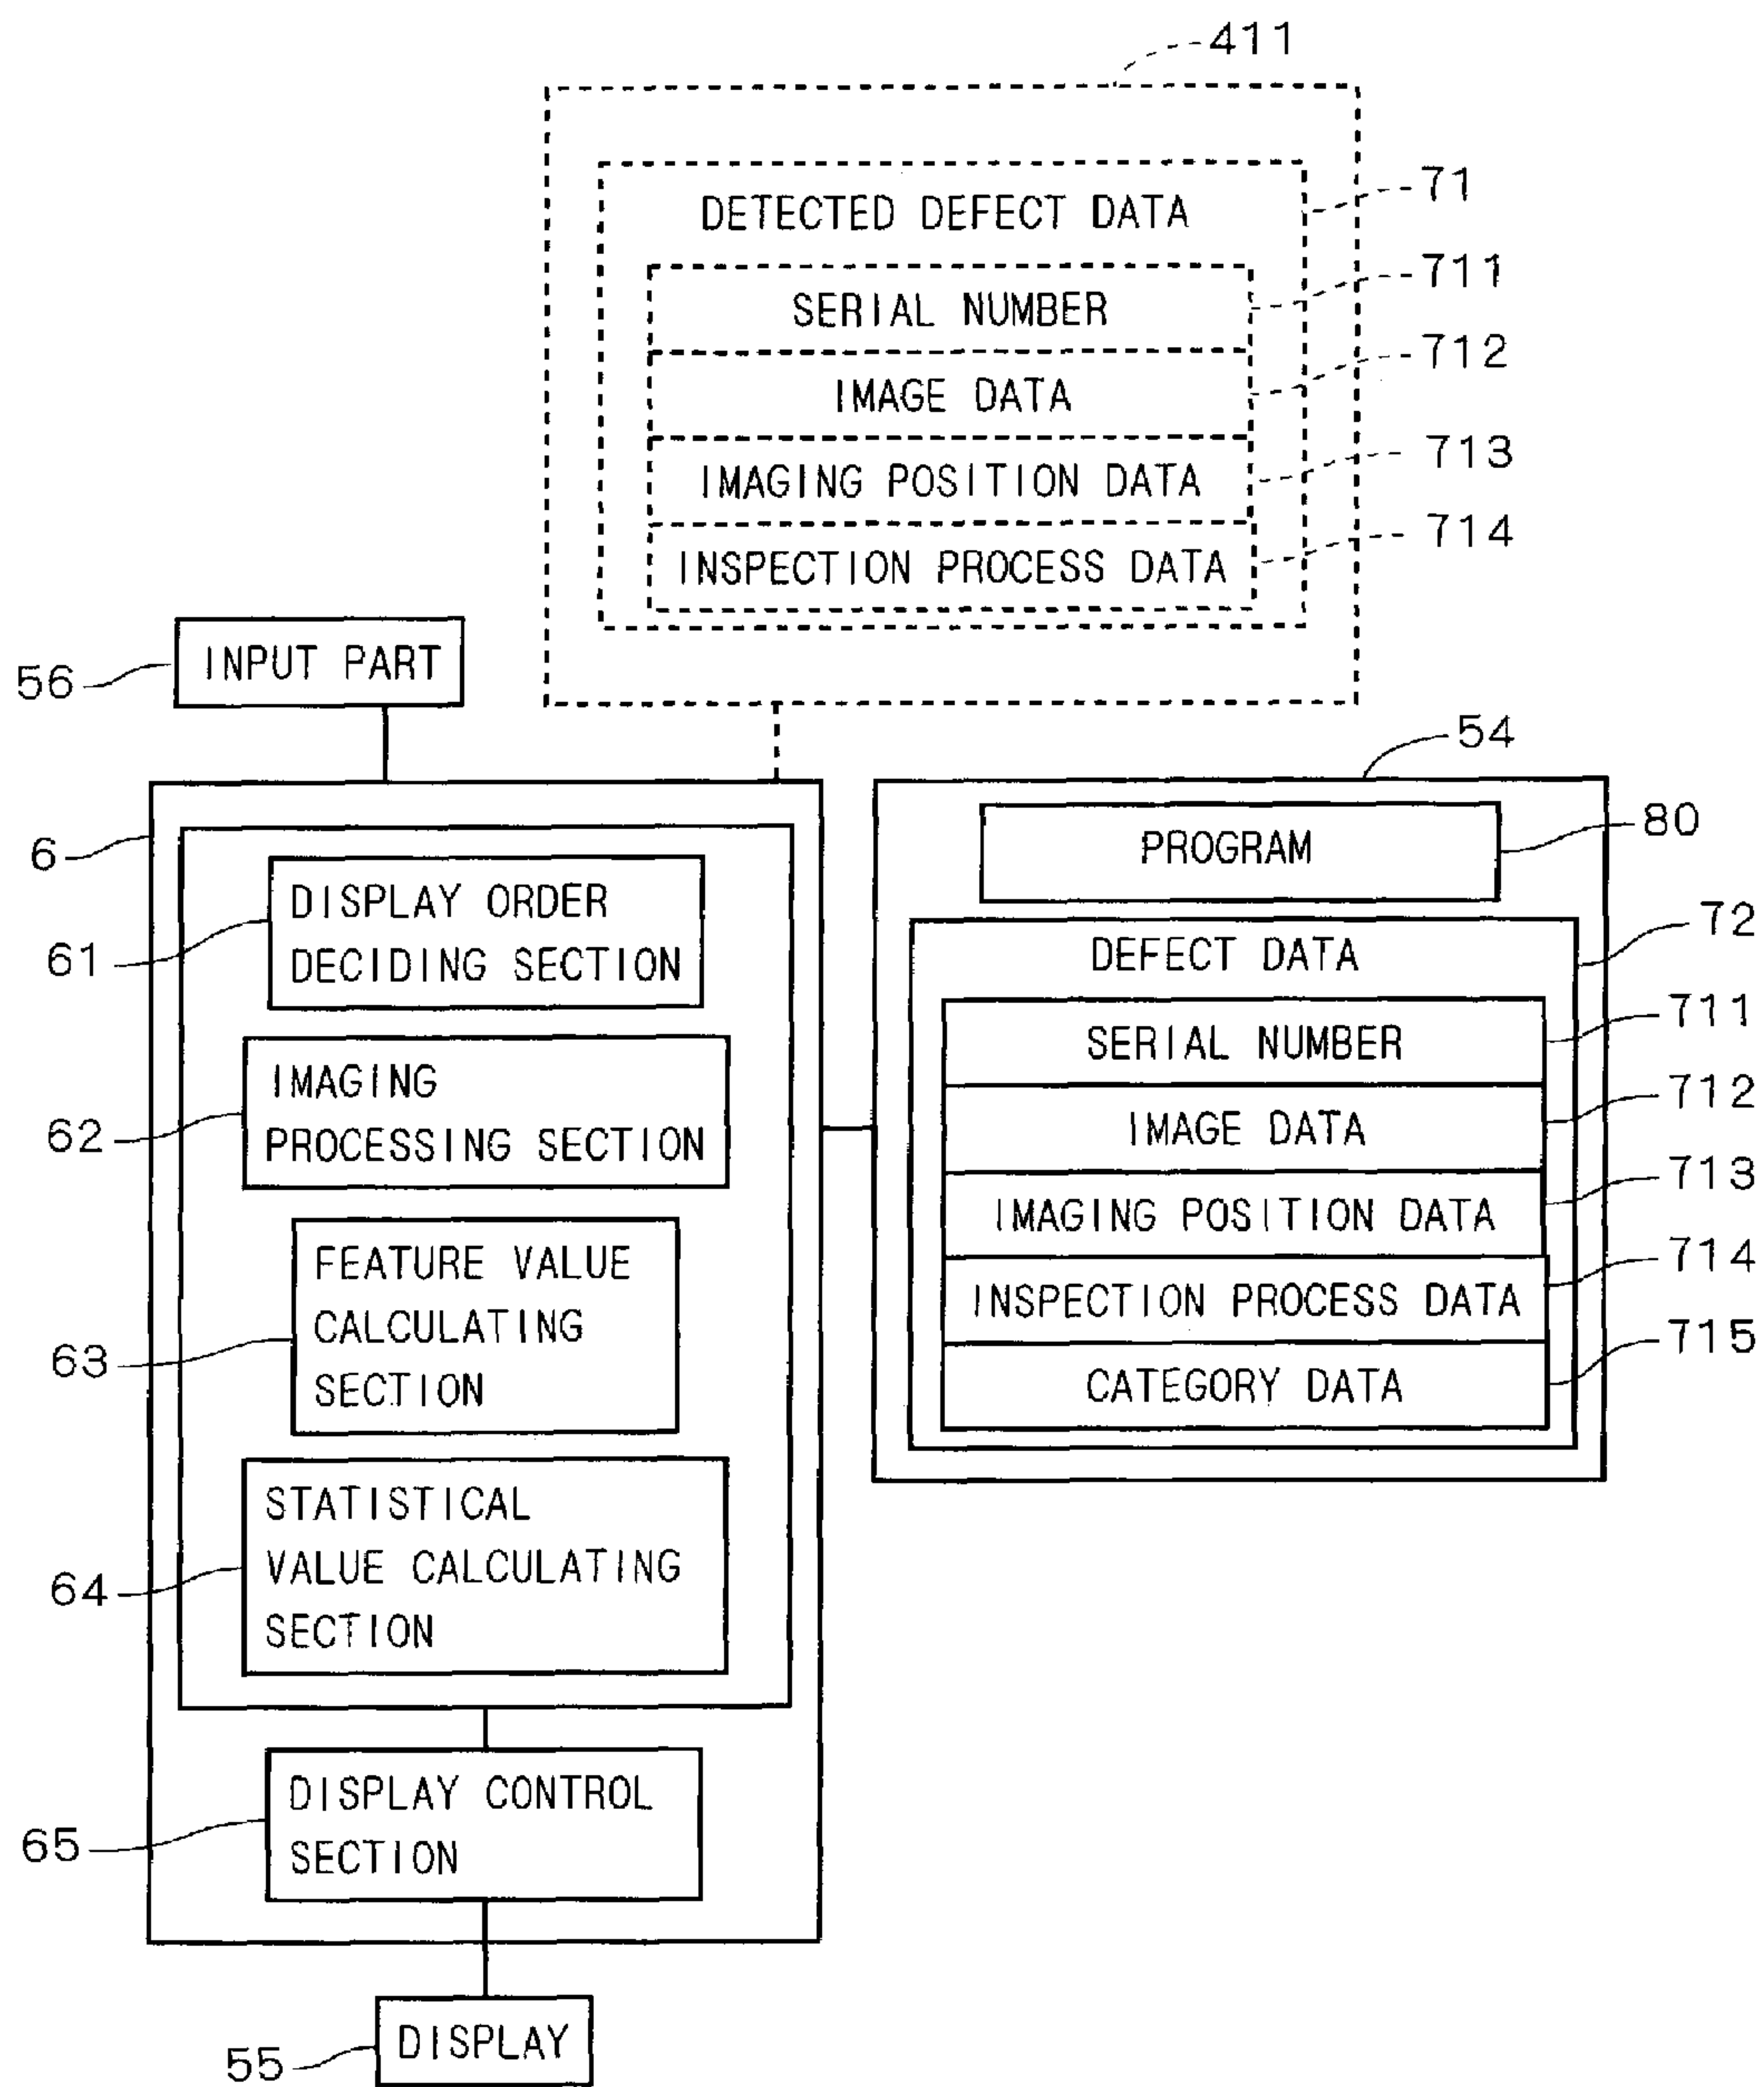 411
DETECTED DEFECT DATA
71
SERIAL NUMBER
711
IMAGE DATA
712
IMAGING POSITION DATA
713
INSPECTION PROCESS DATA
714
INPUT PART
56
6
DISPLAY ORDER
DECIDING SECTION
61
IMAGING
PROCESSING SECTION
62
FEATURE VALUE
CALCULATING
SECTION
63
STATISTICAL
VALUE CALCULATING
SECTION
64
DISPLAY CONTROL
SECTION
65
DISPLAY
55
54
PROGRAM
80
DEFECT DATA
72
SERIAL NUMBER
711
IMAGE DATA
712
IMAGING POSITION DATA
713
INSPECTION PROCESS DATA
714
CATEGORY DATA
715